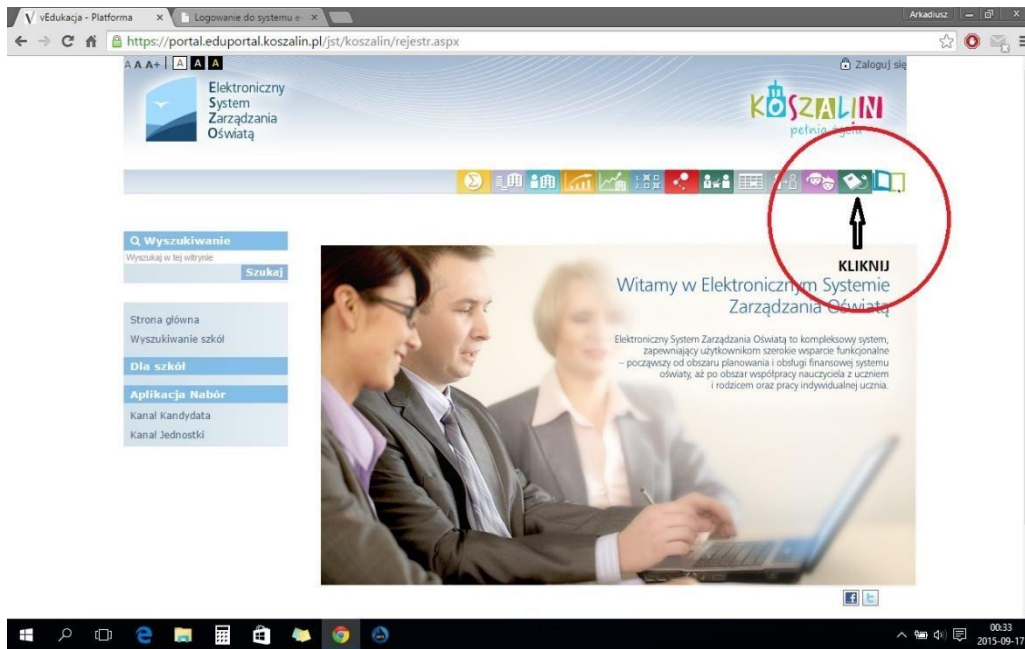 vEdukacja - Platforma
Logowanie do systemu e-
Arkadiusz
https://portal.eduportal.koszalin.pl/jst/koszalin/rejestr.aspx
A A A+ | A A A
Zaloguj się
Elektroniczny
System
Zarządzania
Oświatą
KOSZALIN
pełnia życia
KLIKNIJ
Wyszukiwanie
Wyszukaj w tej witrynie
Szukaj
Strona główna
Wyszukiwanie szkół
Dla szkół
Aplikacja Nabór
Kanał Kandydata
Kanał Jednostki
Witamy w Elektronicznym Systemie
Zarządzania Oświatą
Elektroniczny System Zarządzania Oświatą to kompleksowy system,
zapewniający użytkownikom szerokie wsparcie funkcjonalne
– począwszy od obszaru planowania i obsługi finansowej systemu
oświaty, aż po obszar współpracy nauczyciela z uczniem
i rodzicem oraz pracy indywidualnej ucznia.
00:33
2015-09-17